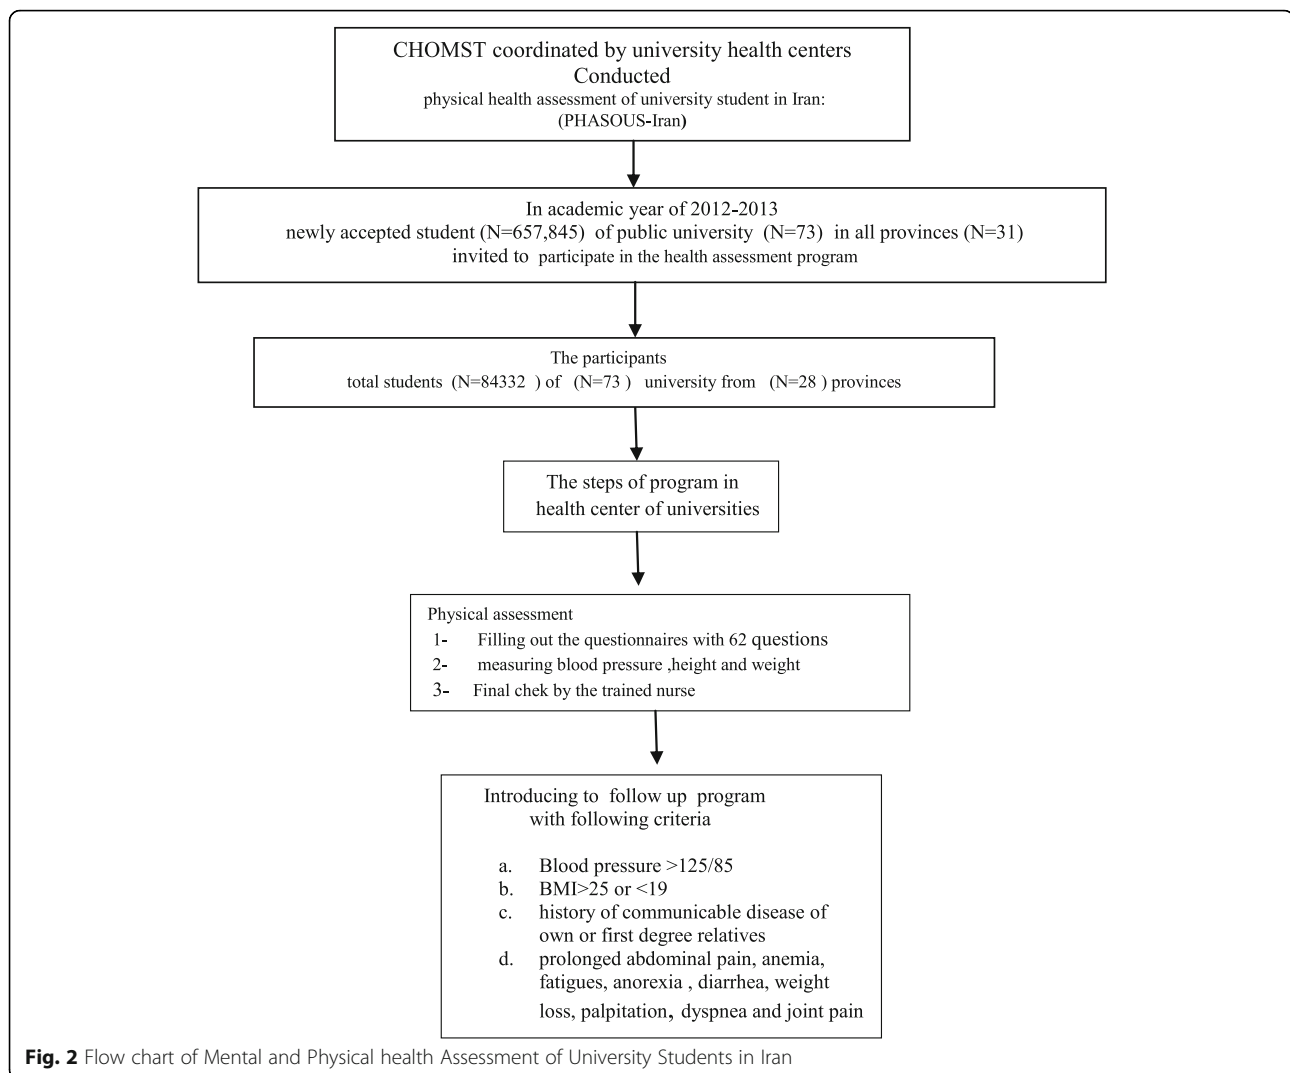 CHOMST coordinated by university health centers
Conducted
physical health assessment of university student in Iran:
(PHASOUS-Iran)
In academic year of 2012-2013
newly accepted student (N=657,845) of public university (N=73) in all provinces (N=31)
invited to participate in the health assessment program
The participants
total students (N=84332 ) of (N=73 ) university from (N=28 ) provinces
The steps of program in
health center of universities
Physical assessment
1- Filling out the questionnaires with 62 questions
2- measuring blood pressure ,height and weight
3- Final chek by the trained nurse
Introducing to follow up program
with following criteria
a. Blood pressure >125/85
b. BMI>25 or <19
c. history of communicable disease of
own or first degree relatives
d. prolonged abdominal pain, anemia,
fatigues, anorexia , diarrhea, weight
loss, palpitation, dyspnea and joint pain
Fig. 2 Flow chart of Mental and Physical health Assessment of University Students in Iran